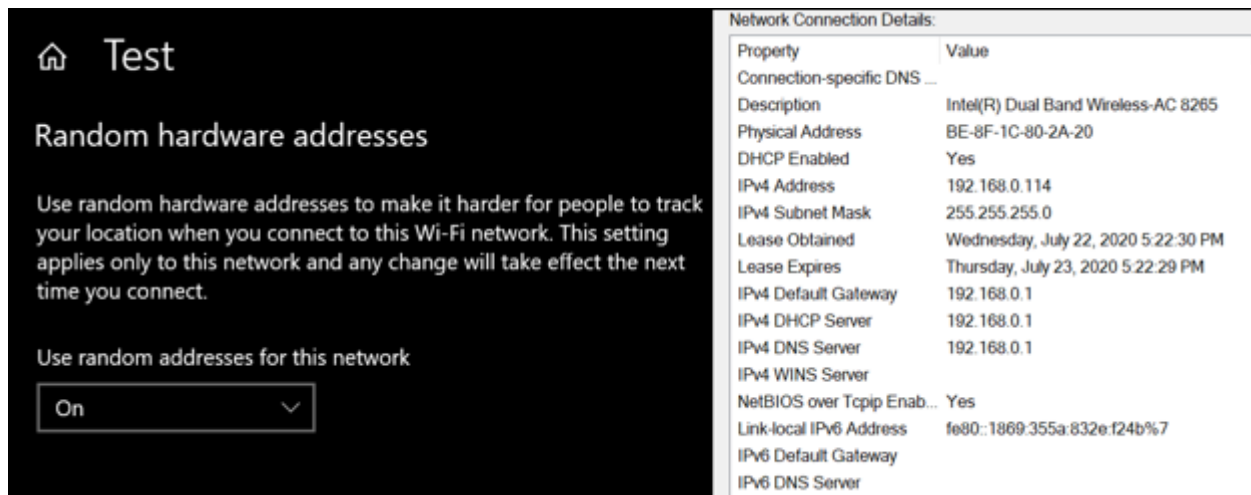 Test
Random hardware addresses
Use random hardware addresses to make it harder for people to track
your location when you connect to this Wi-Fi network. This setting
applies only to this network and any change will take effect the next
time you connect.
Use random addresses for this network
On
Network Connection Details:
Property Value
Connection-specific DNS ...
Description Intel(R) Dual Band Wireless-AC 8265
Physical Address BE-8F-1C-80-2A-20
DHCP Enabled Yes
IPv4 Address 192.168.0.114
IPv4 Subnet Mask 255.255.255.0
Lease Obtained Wednesday, July 22, 2020 5:22:30 PM
Lease Expires Thursday, July 23, 2020 5:22:29 PM
IPv4 Default Gateway 192.168.0.1
IPv4 DHCP Server 192.168.0.1
IPv4 DNS Server 192.168.0.1
IPv4 WINS Server
NetBIOS over Tcpip Enab... Yes
Link-local IPv6 Address fe80::1869:355a:832e:f24b%7
IPv6 Default Gateway
IPv6 DNS Server